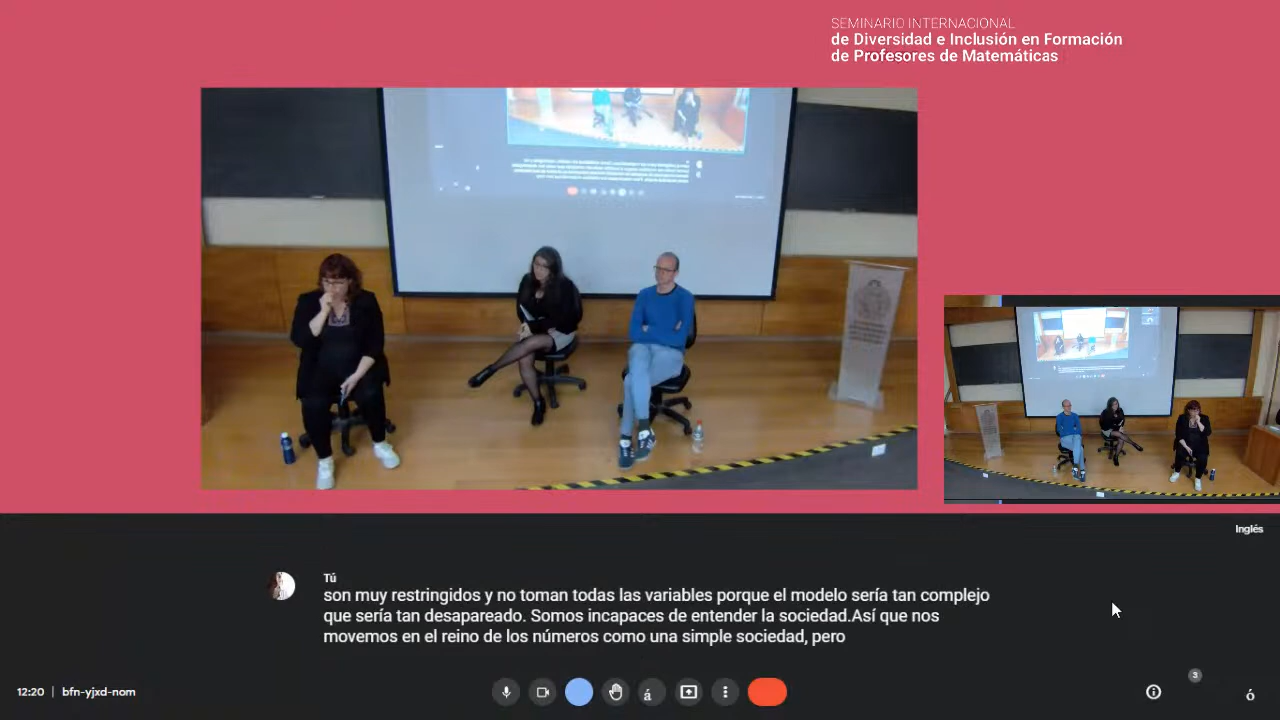 SEMINARIO INTERNACIONAL
de Diversidad e Inclusión en Formación
de Profesores de Matemáticas
Inglés
Tú
son muy restringidos y no toman todas las variables porque el modelo sería tan complejo
que sería tan desapareado. Somos incapaces de entender la sociedad.Así que nos
movemos en el reino de los números como una simple sociedad, pero
12:20 | bfn-yjxd-nom
á
3
ó